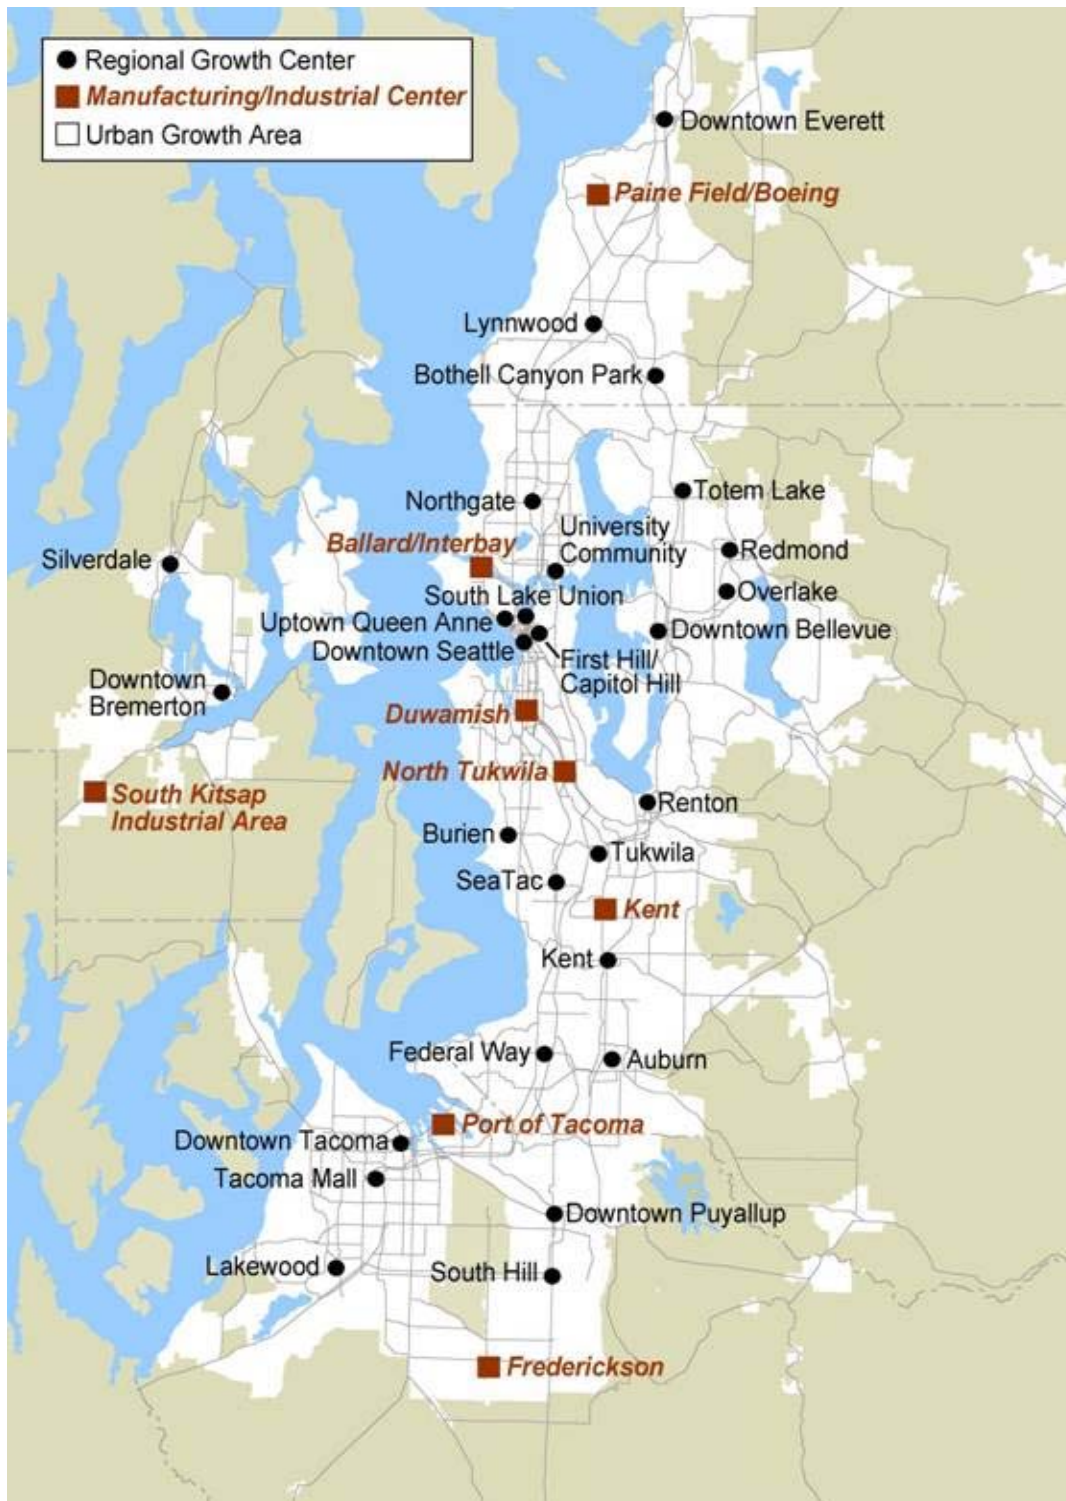 Regional Growth Center
Manufacturing/Industrial Center
Urban Growth Area
Downtown Everett
Paine Field/Boeing
Lynnwood
Bothell Canyon Park
Totem Lake
Northgate
University
Community
Ballard/Interbay
Redmond
Silverdale
Overlake
South Lake Union
Uptown Queen Anne
Downtown Bellevue
Downtown Seattle
First Hill/
Capitol Hill
Downtown
Bremerton
Duwamish
North Tukwila
South Kitsap
Industrial Area
Renton
Burien
Tukwila
SeaTac
Kent
Kent
Federal Way
Auburn
Port of Tacoma
Downtown Tacoma
Tacoma Mall
Downtown Puyallup
Lakewood
South Hill
Frederickson